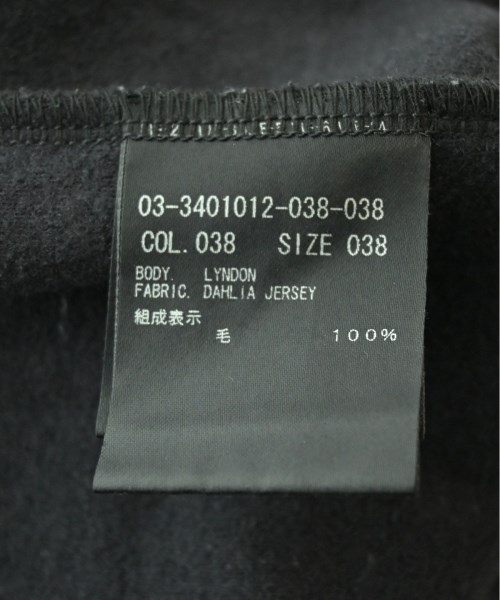 03-3401012-038-038
COL. 038 SIZE 038
BODY. LYNDON
FABRIC. DAHLIA JERSEY
組成表示
毛 100%